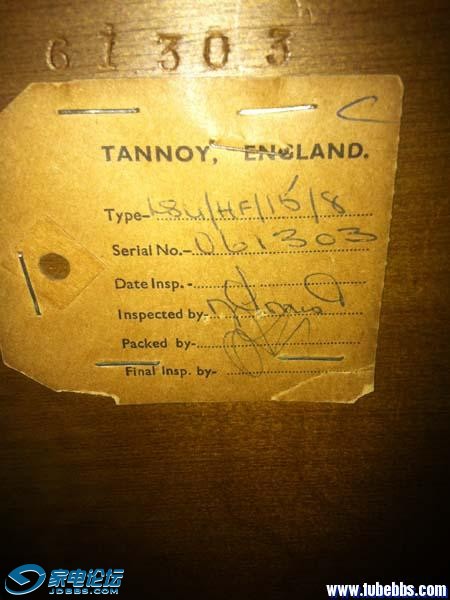 61303
C
TANNOY, ENGLAND.
Type- LSU/HF/15/8
Serial No.- 061303
Date Insp. -
Inspected by-
Packed by-
Final Insp. by-
家电论坛
JDBBS.COM
www.tubebbs.com